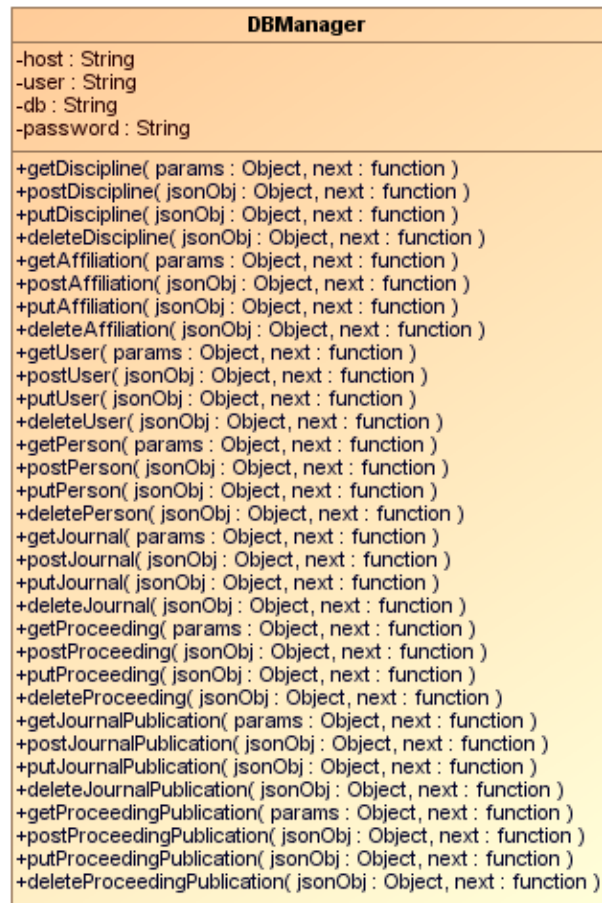 DBManager
-host : String
-user : String
-db : String
-password : String
+getDiscipline( params : Object, next : function )
+postDiscipline( jsonObj : Object, next : function )
+putDiscipline( jsonObj : Object, next : function )
+deleteDiscipline( jsonObj : Object, next : function )
+getAffiliation( params : Object, next : function )
+postAffiliation( jsonObj : Object, next : function )
+putAffiliation( jsonObj : Object, next : function )
+deleteAffiliation( jsonObj : Object, next : function )
+getUser( params : Object, next : function )
+postUser( jsonObj : Object, next : function )
+putUser( jsonObj : Object, next : function )
+deleteUser( jsonObj : Object, next : function )
+getPerson( params : Object, next : function )
+postPerson( jsonObj : Object, next : function )
+putPerson( jsonObj : Object, next : function )
+deletePerson( jsonObj : Object, next : function )
+getJournal( params : Object, next : function )
+postJournal( jsonObj : Object, next : function )
+putJournal( jsonObj : Object, next : function )
+deleteJournal( jsonObj : Object, next : function )
+getProceeding( params : Object, next : function )
+postProceeding( jsonObj : Object, next : function )
+putProceeding( jsonObj : Object, next : function )
+deleteProceeding( jsonObj : Object, next : function )
+getJournalPublication( params : Object, next : function )
+postJournalPublication( jsonObj : Object, next : function )
+putJournalPublication( jsonObj : Object, next : function )
+deleteJournalPublication( jsonObj : Object, next : function )
+getProceedingPublication( params : Object, next : function )
+postProceedingPublication( jsonObj : Object, next : function )
+putProceedingPublication( jsonObj : Object, next : function )
+deleteProceedingPublication( jsonObj : Object, next : function )